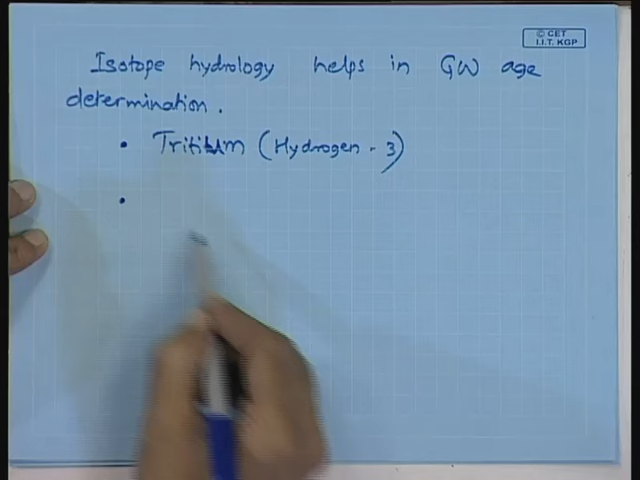 © CET
I.I.T. KGP
Isotope hydrology helps in GW age
determination.
• Tritium (Hydrogen - 3)
•